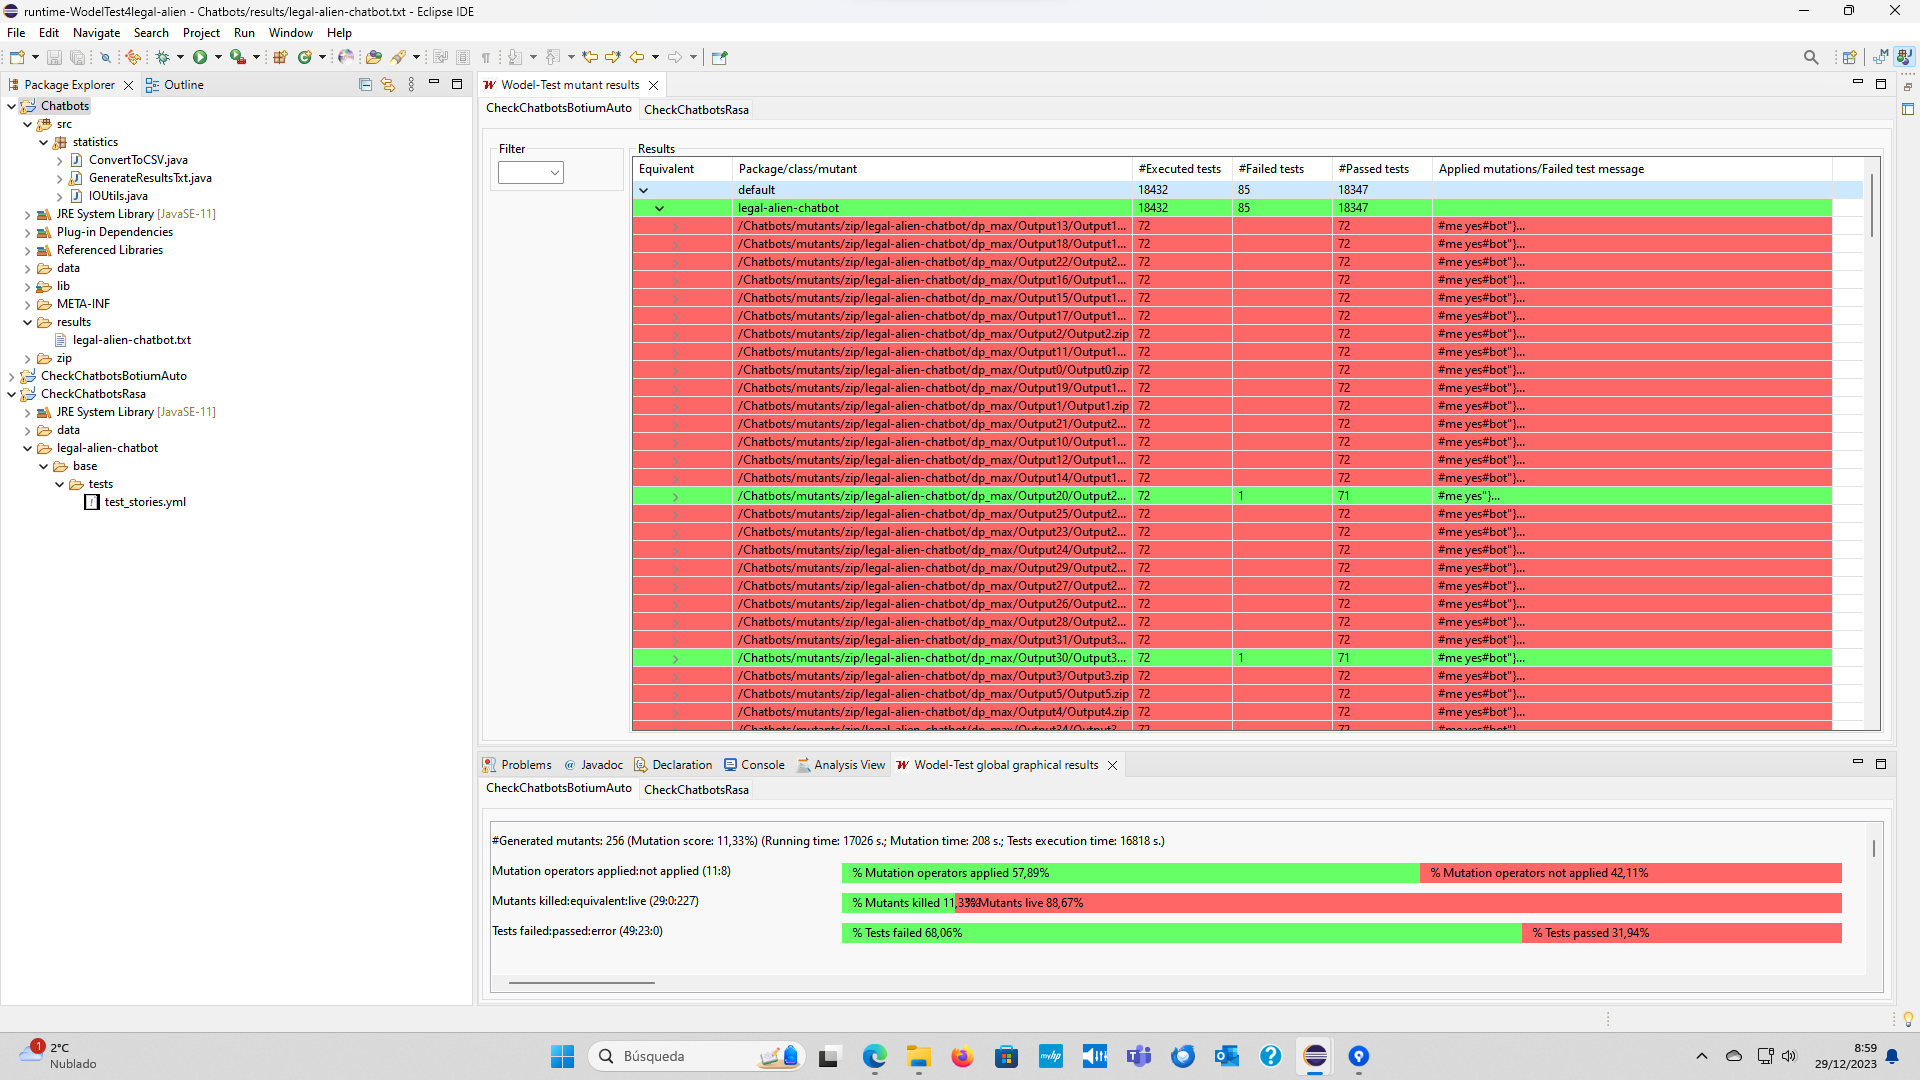 runtime-WodelTest4legal-alien - Chatbots/results/legal-alien-chatbot.txt - Eclipse IDE
File Edit Navigate Search Project Run Window Help
Package Explorer Outline
Chatbots
src
statistics
ConvertToCSV.java
GenerateResultsTxt.java
IOUtils.java
JRE System Library [JavaSE-11]
Plug-in Dependencies
Referenced Libraries
data
lib
META-INF
results
legal-alien-chatbot.txt
zip
CheckChatbotsBotiumAuto
CheckChatbotsRasa
JRE System Library [JavaSE-11]
data
legal-alien-chatbot
base
tests
test_stories.yml
Wodel-Test mutant results
CheckChatbotsBotiumAuto CheckChatbotsRasa
Filter
Results
Equivalent Package/class/mutant #Executed tests #Failed tests #Passed tests Applied mutations/Failed test message
default 18432 85 18347
legal-alien-chatbot 18432 85 18347
/Chatbots/mutants/zip/legal-alien-chatbot/dp_max/Output13/Output1... 72 72 #me yes#bot"}...
/Chatbots/mutants/zip/legal-alien-chatbot/dp_max/Output18/Output1... 72 72 #me yes#bot"}...
/Chatbots/mutants/zip/legal-alien-chatbot/dp_max/Output22/Output2... 72 72 #me yes#bot"}...
/Chatbots/mutants/zip/legal-alien-chatbot/dp_max/Output16/Output1... 72 72 #me yes#bot"}...
/Chatbots/mutants/zip/legal-alien-chatbot/dp_max/Output15/Output1... 72 72 #me yes#bot"}...
/Chatbots/mutants/zip/legal-alien-chatbot/dp_max/Output17/Output1... 72 72 #me yes#bot"}...
/Chatbots/mutants/zip/legal-alien-chatbot/dp_max/Output2/Output2.zip 72 72 #me yes#bot"}...
/Chatbots/mutants/zip/legal-alien-chatbot/dp_max/Output11/Output1... 72 72 #me yes#bot"}...
/Chatbots/mutants/zip/legal-alien-chatbot/dp_max/Output0/Output0.zip 72 72 #me yes#bot"}...
/Chatbots/mutants/zip/legal-alien-chatbot/dp_max/Output19/Output1... 72 72 #me yes#bot"}...
/Chatbots/mutants/zip/legal-alien-chatbot/dp_max/Output1/Output1.zip 72 72 #me yes#bot"}...
/Chatbots/mutants/zip/legal-alien-chatbot/dp_max/Output21/Output2... 72 72 #me yes#bot"}...
/Chatbots/mutants/zip/legal-alien-chatbot/dp_max/Output10/Output1... 72 72 #me yes#bot"}...
/Chatbots/mutants/zip/legal-alien-chatbot/dp_max/Output12/Output1... 72 72 #me yes#bot"}...
/Chatbots/mutants/zip/legal-alien-chatbot/dp_max/Output14/Output1... 72 72 #me yes#bot"}...
/Chatbots/mutants/zip/legal-alien-chatbot/dp_max/Output20/Output2... 72 1 71 #me yes"}...
/Chatbots/mutants/zip/legal-alien-chatbot/dp_max/Output25/Output2... 72 72 #me yes#bot"}...
/Chatbots/mutants/zip/legal-alien-chatbot/dp_max/Output23/Output2... 72 72 #me yes#bot"}...
/Chatbots/mutants/zip/legal-alien-chatbot/dp_max/Output24/Output2... 72 72 #me yes#bot"}...
/Chatbots/mutants/zip/legal-alien-chatbot/dp_max/Output29/Output2... 72 72 #me yes#bot"}...
/Chatbots/mutants/zip/legal-alien-chatbot/dp_max/Output27/Output2... 72 72 #me yes#bot"}...
/Chatbots/mutants/zip/legal-alien-chatbot/dp_max/Output26/Output2... 72 72 #me yes#bot"}...
/Chatbots/mutants/zip/legal-alien-chatbot/dp_max/Output28/Output2... 72 72 #me yes#bot"}...
/Chatbots/mutants/zip/legal-alien-chatbot/dp_max/Output31/Output3... 72 72 #me yes#bot"}...
/Chatbots/mutants/zip/legal-alien-chatbot/dp_max/Output30/Output3... 72 1 71 #me yes#bot"}...
/Chatbots/mutants/zip/legal-alien-chatbot/dp_max/Output3/Output3.zip 72 72 #me yes#bot"}...
/Chatbots/mutants/zip/legal-alien-chatbot/dp_max/Output5/Output5.zip 72 72 #me yes#bot"}...
/Chatbots/mutants/zip/legal-alien-chatbot/dp_max/Output4/Output4.zip 72 72 #me yes#bot"}...
/Chatbots/mutants/zip/legal-alien-chatbot/dp_max/Output34/Output3... 72 72 #me yes#bot"}...
Problems @ Javadoc Declaration Console Analysis View Wodel-Test global graphical results
CheckChatbotsBotiumAuto CheckChatbotsRasa
#Generated mutants: 256 (Mutation score: 11,33%) (Running time: 17026 s.; Mutation time: 208 s.; Tests execution time: 16818 s.)
Mutation operators applied:not applied (11:8) % Mutation operators applied 57,89% % Mutation operators not applied 42,11%
Mutants killed:equivalent:live (29:0:227) % Mutants killed 11,33% % Mutants live 88,67%
Tests failed:passed:error (49:23:0) % Tests failed 68,06% % Tests passed 31,94%
1
2°C
Nublado
Búsqueda
myhp
8:59
29/12/2023